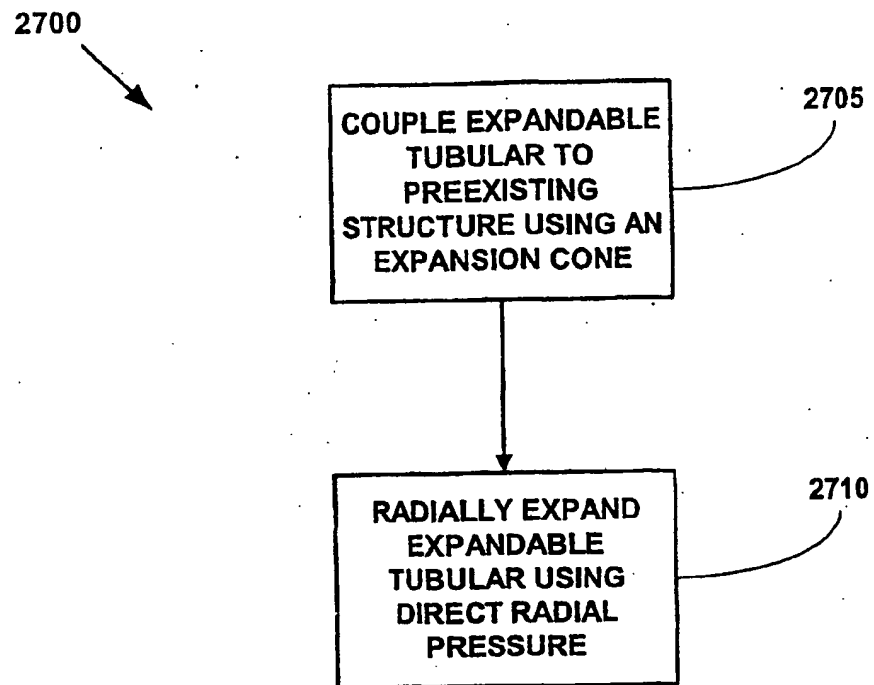 2700
2705
COUPLE EXPANDABLE
TUBULAR TO
PREEXISTING
STRUCTURE USING AN
EXPANSION CONE
2710
RADIALLY EXPAND
EXPANDABLE
TUBULAR USING
DIRECT RADIAL
PRESSURE